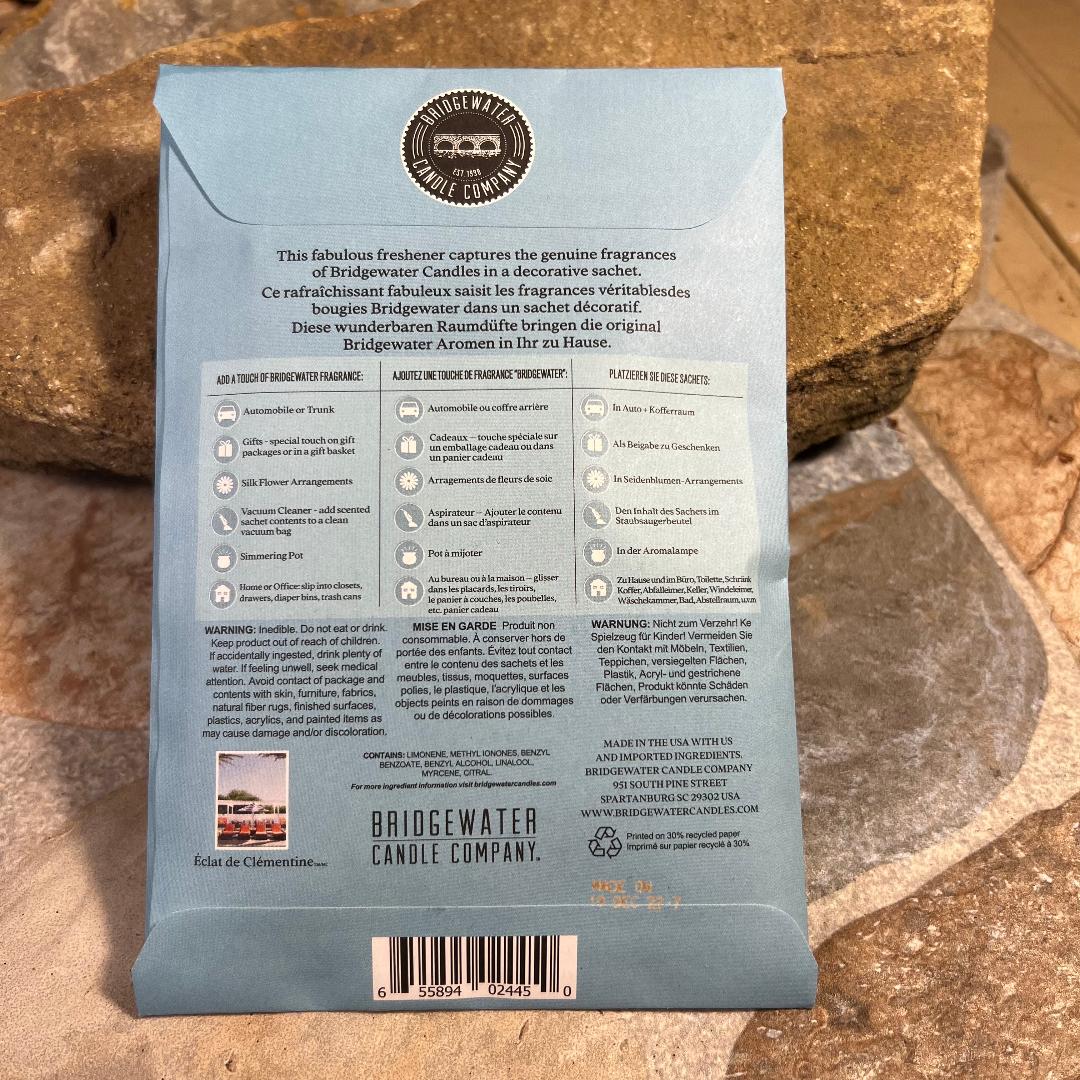 BRIDGEWATER
EST. 1998
CANDLE COMPANY
This fabulous freshener captures the genuine fragrances
of Bridgewater Candles in a decorative sachet.
Ce rafraîchissant fabuleux saisit les fragrances véritablesdes
bougies Bridgewater dans un sachet décoratif.
Diese wunderbaren Raumdüfte bringen die original
Bridgewater Aromen in Ihr zu Hause.
ADD A TOUCH OF BRIDGEWATER FRAGRANCE:
Automobile or Trunk
Gifts - special touch on gift
packages or in a gift basket
Silk Flower Arrangements
Vacuum Cleaner - add scented
sachet contents to a clean
vacuum bag
Simmering Pot
Home or Office: slip into closets,
drawers, diaper bins, trash cans
AJOUTEZ UNE TOUCHE DE FRAGRANCE "BRIDGEWATER":
Automobile ou coffre arrière
Cadeaux – touche spéciale sur
un emballage cadeau ou dans
un panier cadeau
Arragements de fleurs de soie
Aspirateur – Ajouter le contenu
dans un sac d'aspirateur
Pot à mijoter
Au bureau ou à la maison – glisser
dans les placards, les tiroirs,
le panier à couches, les poubelles,
etc. panier cadeau
PLATZIEREN SIE DIESE SACHETS:
In Auto + Kofferraum
Als Beigabe zu Geschenken
In Seidenblumen-Arrangements
Den Inhalt des Sachets im
Staubsaugerbeutel
In der Aromalampe
Zu Hause und im Büro, Toilette, Schränk
Koffer, Abfalleimer, Keller, Windeleimer,
Wäschekammer, Bad, Abstellraum, u.v.m
WARNING: Inedible. Do not eat or drink.
Keep product out of reach of children.
If accidentally ingested, drink plenty of
water. If feeling unwell, seek medical
attention. Avoid contact of package and
contents with skin, furniture, fabrics,
natural fiber rugs, finished surfaces,
plastics, acrylics, and painted items as
may cause damage and/or discoloration.
MISE EN GARDE Produit non
consommable. À conserver hors de
portée des enfants. Évitez tout contact
entre le contenu des sachets et les
meubles, tissus, moquettes, surfaces
polies, le plastique, l'acrylique et les
objects peints en raison de dommages
ou de décolorations possibles.
WARNUNG: Nicht zum Verzehr! Ke
Spielzeug für Kinder! Vermeiden Sie
den Kontakt mit Möbeln, Textilien,
Teppichen, versiegelten Flächen,
Plastik, Acryl- und gestrichene
Flächen, Produkt könnte Schäden
oder Verfärbungen verursachen.
CONTAINS: LIMONENE, METHYL IONONES, BENZYL
BENZOATE, BENZYL ALCOHOL, LINALOOL,
MYRCENE, CITRAL.
For more ingredient information visit bridgewatercandles.com
BRIDGEWATER
CANDLE COMPANY
MADE IN THE USA WITH US
AND IMPORTED INGREDIENTS.
BRIDGEWATER CANDLE COMPANY
951 SOUTH PINE STREET
SPARTANBURG SC 29302 USA
WWW.BRIDGEWATERCANDLES.COM
Printed on 30% recycled paper
Imprimé sur papier recyclé à 30%
Éclat de Clémentine
DEC
6 55894 02445 0